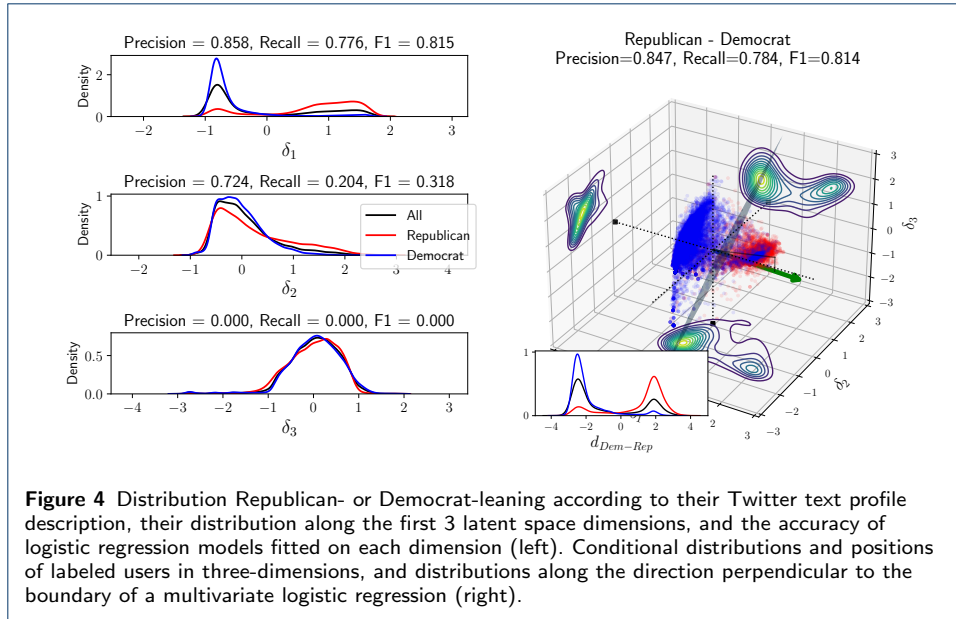 Precision = 0.858, Recall = 0.776, F1 = 0.815
Density
2
0
−2 −1 0 1 2 3
δ1
Precision = 0.724, Recall = 0.204, F1 = 0.318
Density
1
0
All
Republican
Democrat
−2 −1 0 1 2 3 4
δ2
Precision = 0.000, Recall = 0.000, F1 = 0.000
Density
0.5
0.0
−4 −3 −2 −1 0 1 2 3
δ3
Republican - Democrat
Precision=0.847, Recall=0.784, F1=0.814
3
2
1
0
−1
−2
−3
δ3
3
2
1
0
−1
−2
−3
δ2
2 3
1
0
−4 −2 0 2 4
d Dem−Rep
Figure 4 Distribution Republican- or Democrat-leaning according to their Twitter text profile
description, their distribution along the first 3 latent space dimensions, and the accuracy of
logistic regression models fitted on each dimension (left). Conditional distributions and positions
of labeled users in three-dimensions, and distributions along the direction perpendicular to the
boundary of a multivariate logistic regression (right).